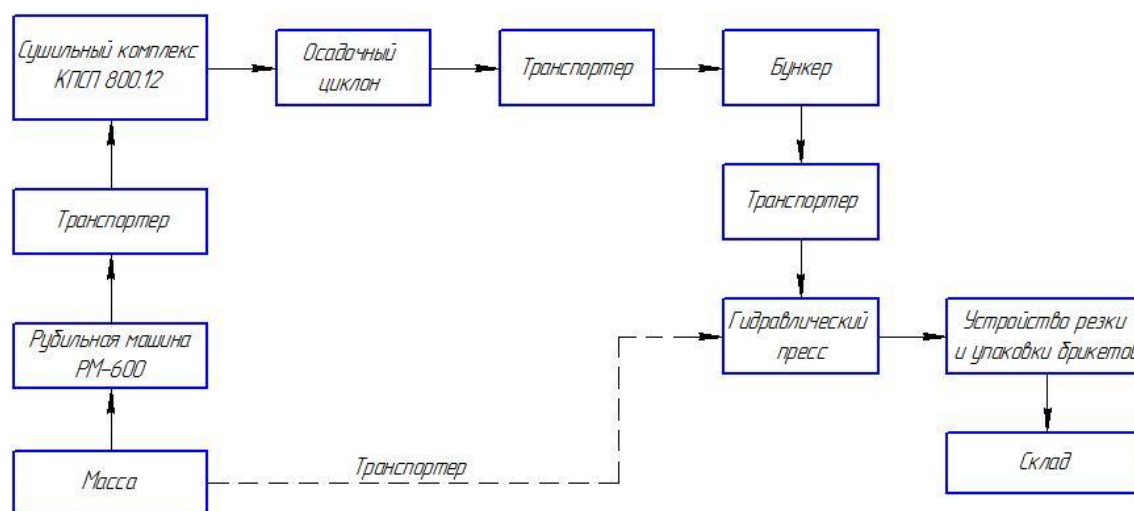 Сушильный комплекс
КПСП 800.12
Осадочный
циклон
Транспортер
Бункер
Транспортер
Транспортер
Рубильная машина
РМ-600
Гидравлический
пресс
Устройство резки
и упаковки брикетов
Масса
Транспортер
Склад